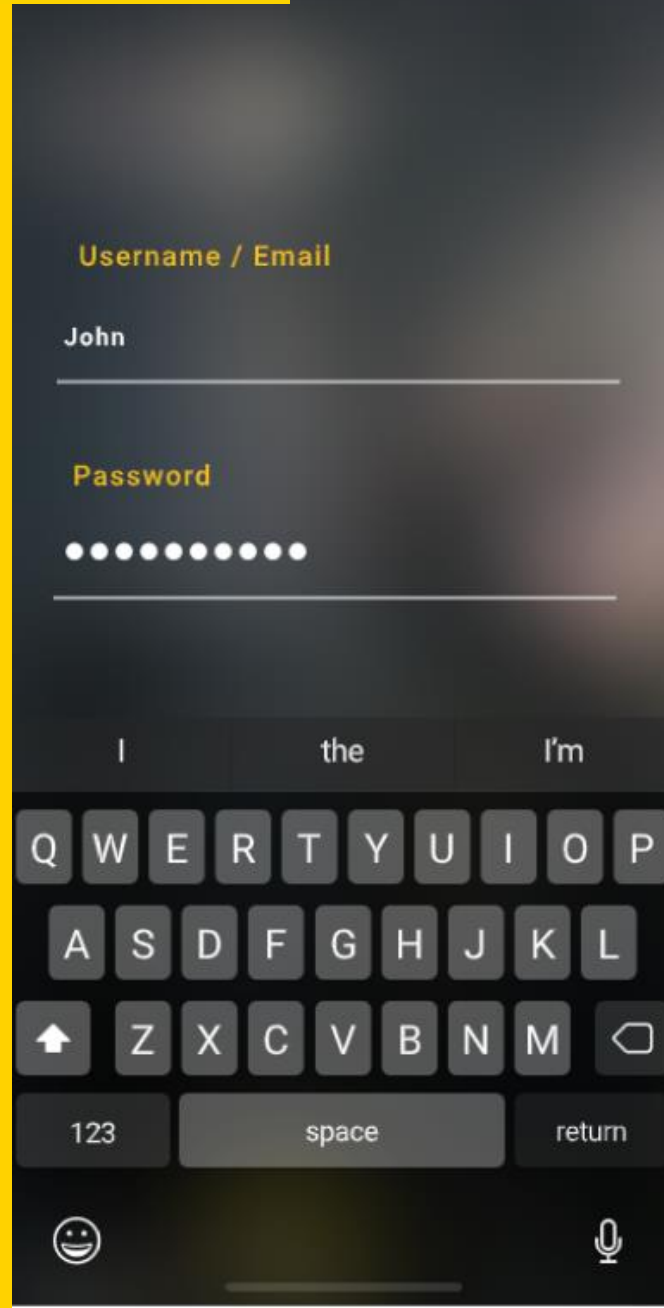 Username / Email
John
Password
●●●●●●●●●●
I the I'm
Q W E R T Y U I O P
A S D F G H J K L
Z X C V B N M
123 space return